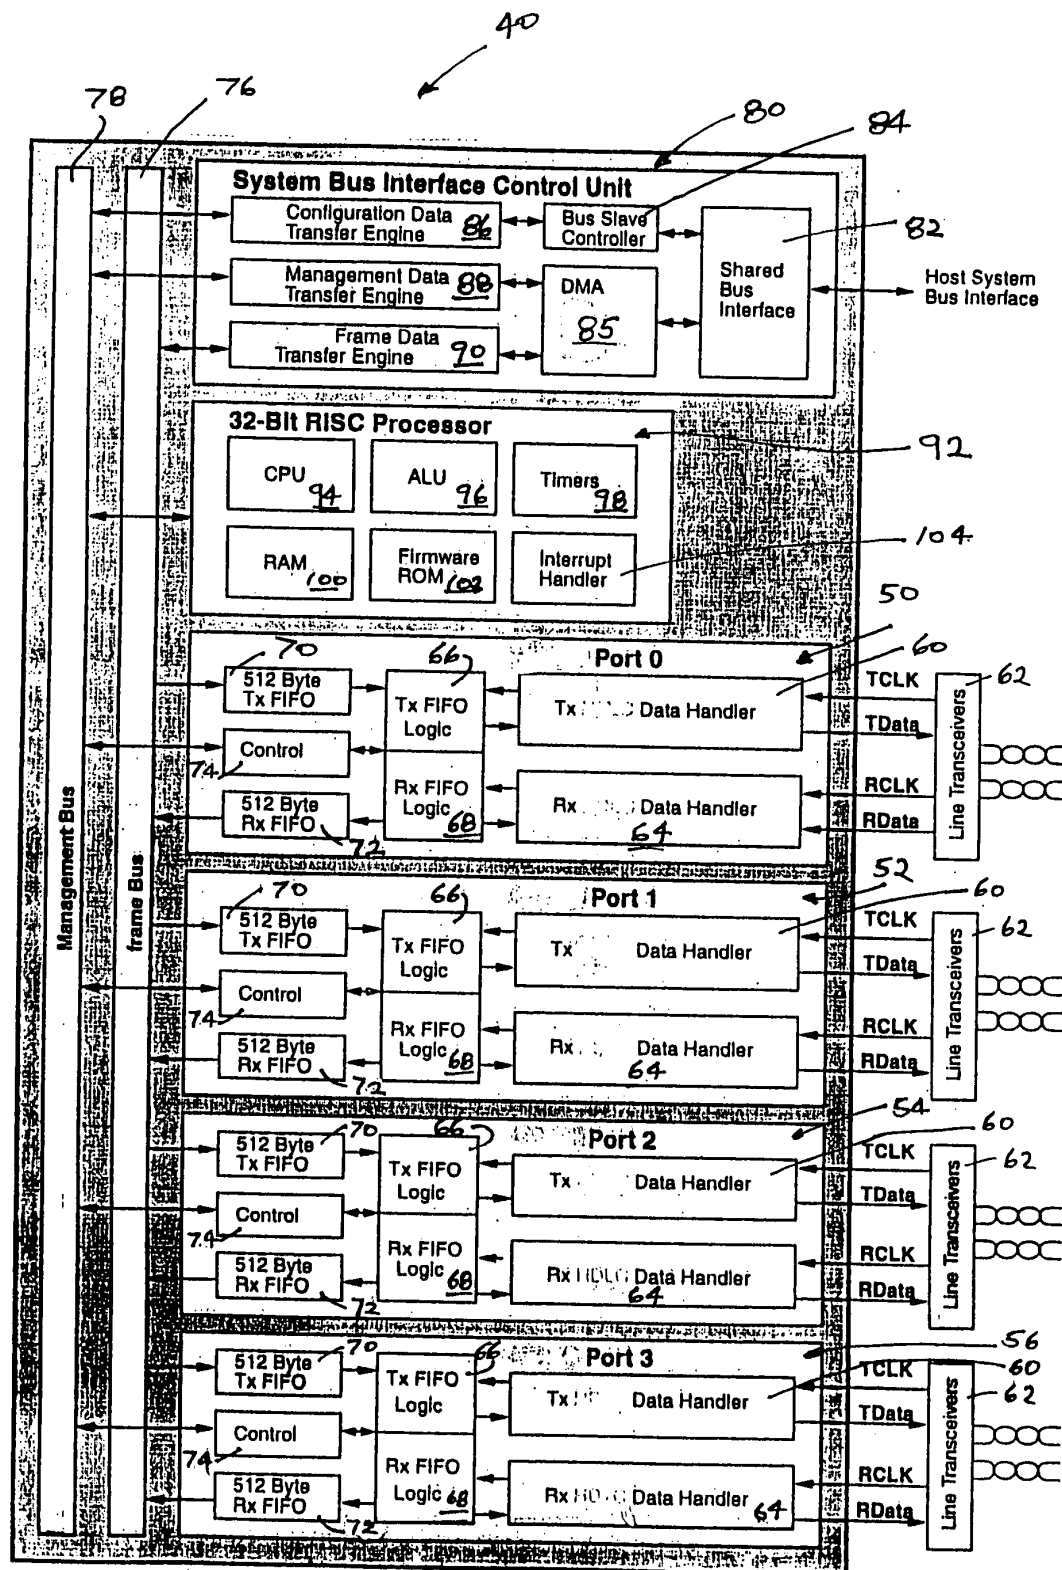 40
78
76
80
84
System Bus Interface Control Unit
Configuration Data
Transfer Engine 86
Bus Slave
Controller
82
Management Data
Transfer Engine 88
DMA
85
Shared
Bus
Interface
Host System
Bus Interface
Frame Data
Transfer Engine 90
32-Bit RISC Processor
92
CPU 94
ALU 96
Timers 98
RAM 100
Firmware
ROM 102
Interrupt
Handler
104
Management Bus
frame Bus
50
Port 0
70
66
60
62
512 Byte
Tx FIFO
Tx FIFO
Logic
Tx Data Handler
TCLK
TData
Line Transceivers
Control
74
Rx FIFO
Logic 68
Rx Data Handler
64
RCLK
RData
512 Byte
Rx FIFO
72
52
Port 1
70
66
60
62
512 Byte
Tx FIFO
Tx FIFO
Logic
Tx Data Handler
TCLK
TData
Line Transceivers
Control
74
Rx FIFO
Logic 68
Rx Data Handler
64
RCLK
RData
512 Byte
Rx FIFO
72
54
Port 2
70
66
60
62
512 Byte
Tx FIFO
Tx FIFO
Logic
Tx Data Handler
TCLK
TData
Line Transceivers
Control
74
Rx FIFO
Logic 68
Rx HDLC Data Handler
64
RCLK
RData
512 Byte
Rx FIFO
72
56
Port 3
70
66
60
62
512 Byte
Tx FIFO
Tx FIFO
Logic
Tx Data Handler
TCLK
TData
Line Transceivers
Control
74
Rx FIFO
Logic 68
Rx Data Handler 64
RCLK
RData
512 Byte
Rx FIFO
72